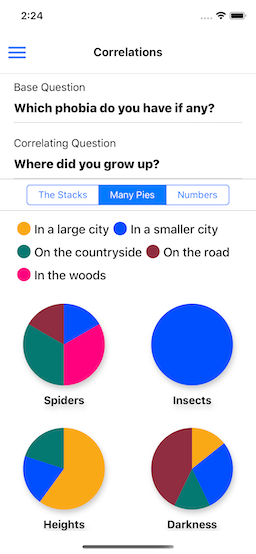 2:24
Correlations
Base Question
Which phobia do you have if any?
Correlating Question
Where did you grow up?
The Stacks Many Pies Numbers
In a large city In a smaller city
On the countryside On the road
In the woods
Spiders Insects
Heights Darkness